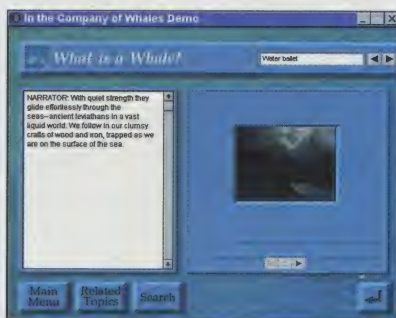 In the Company of Whales Demo
What is a Whale?
Water ballet
NARRATOR: With quiet strength they
glide effortlessly through the
seas–ancient leviathans in a vast
liquid world. We follow in our clumsy
crafts of wood and iron, trapped as we
are on the surface of the sea.
Main
Menu
Related
Topics
Search